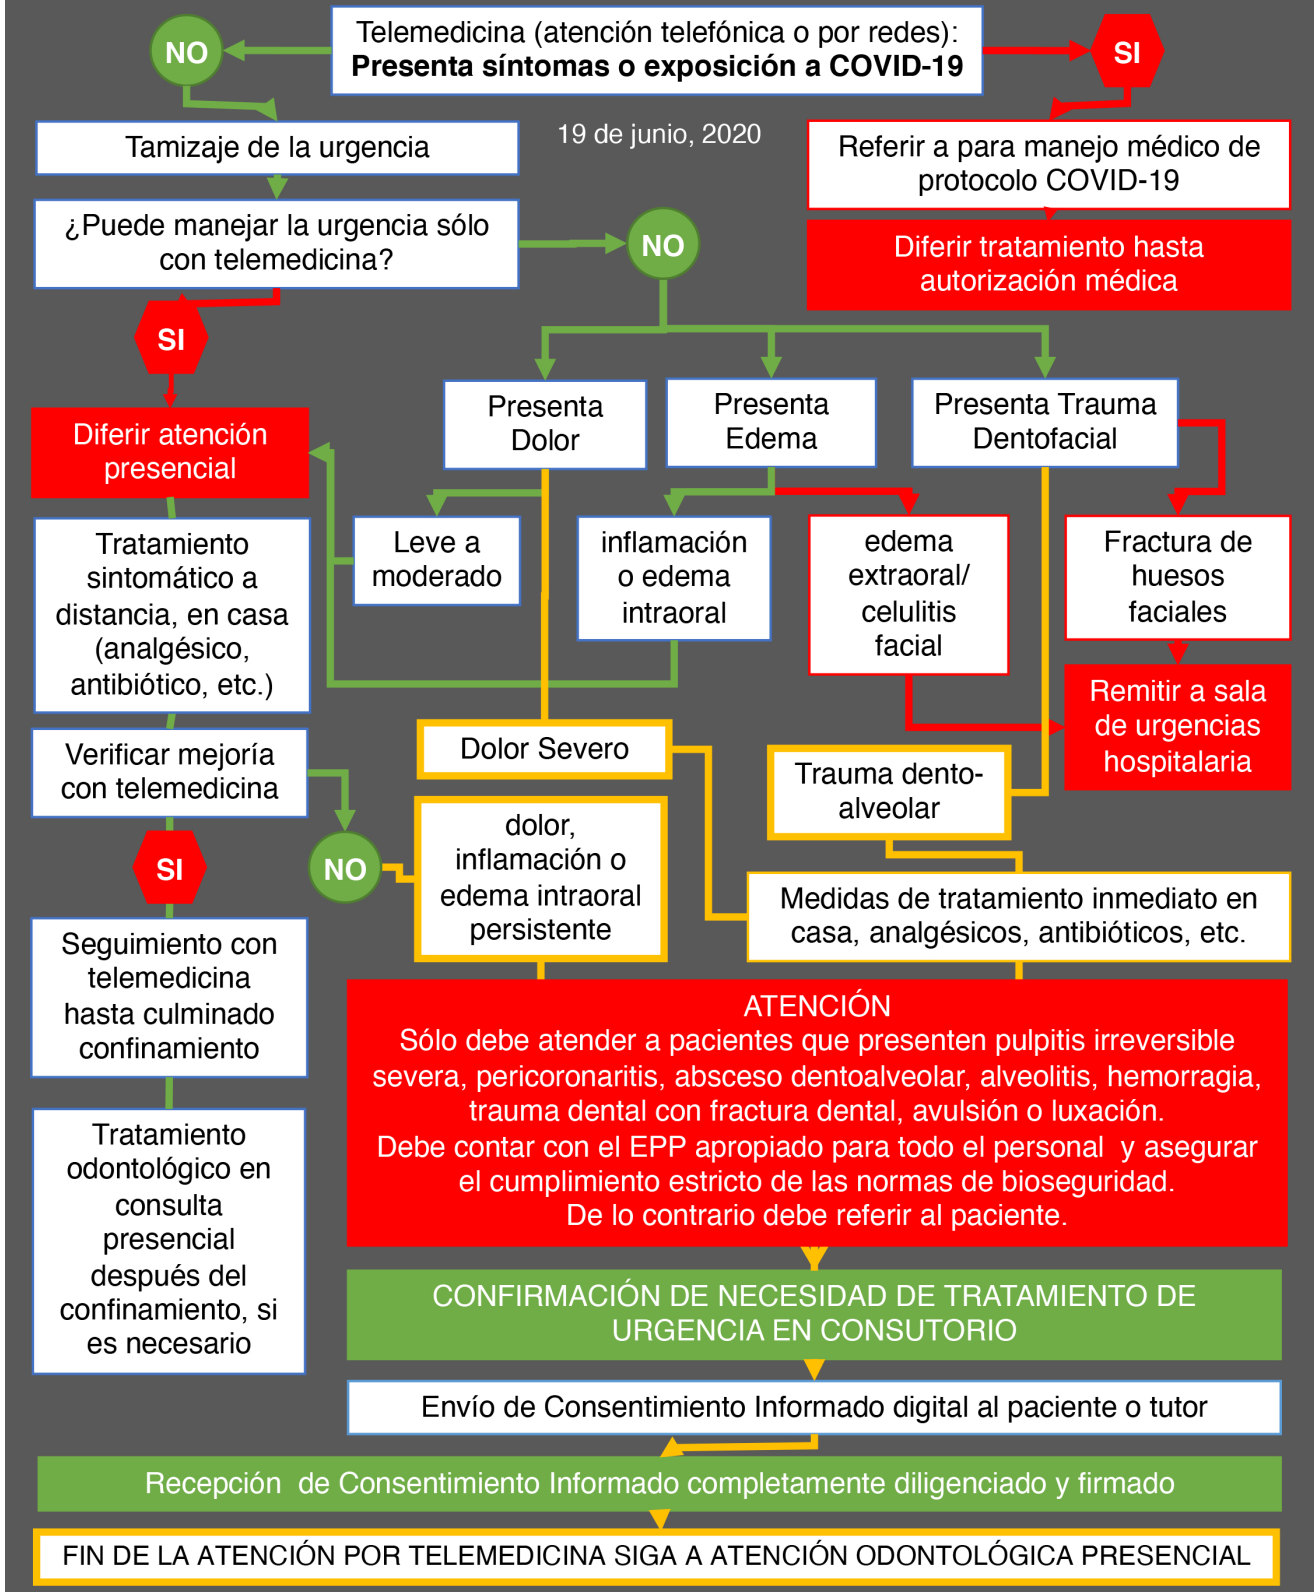 Telemedicina (atención telefónica o por redes):
Presenta síntomas o exposición a COVID-19
NO
SI
19 de junio, 2020
Tamizaje de la urgencia
Referir a para manejo médico de
protocolo COVID-19
¿Puede manejar la urgencia sólo
con telemedicina?
NO
Diferir tratamiento hasta
autorización médica
SI
Presenta
Dolor
Presenta
Edema
Presenta Trauma
Dentofacial
Diferir atención
presencial
Leve a
moderado
inflamación
o edema
intraoral
edema
extraoral/
celulitis
facial
Fractura de
huesos
faciales
Tratamiento
sintomático a
distancia, en casa
(analgésico,
antibiótico, etc.)
Remitir a sala
de urgencias
hospitalaria
Verificar mejoría
con telemedicina
Dolor Severo
Trauma dento-
alveolar
SI
NO
dolor,
inflamación o
edema intraoral
persistente
Medidas de tratamiento inmediato en
casa, analgésicos, antibióticos, etc.
Seguimiento con
telemedicina
hasta culminado
confinamiento
ATENCIÓN
Sólo debe atender a pacientes que presenten pulpitis irreversible
severa, pericoronaritis, absceso dentoalveolar, alveolitis, hemorragia,
trauma dental con fractura dental, avulsión o luxación.
Debe contar con el EPP apropiado para todo el personal  y asegurar
el cumplimiento estricto de las normas de bioseguridad.
De lo contrario debe referir al paciente.
Tratamiento
odontológico en
consulta
presencial
después del
confinamiento, si
es necesario
CONFIRMACIÓN DE NECESIDAD DE TRATAMIENTO DE
URGENCIA EN CONSUTORIO
Envío de Consentimiento Informado digital al paciente o tutor
Recepción  de Consentimiento Informado completamente diligenciado y firmado
FIN DE LA ATENCIÓN POR TELEMEDICINA SIGA A ATENCIÓN ODONTOLÓGICA PRESENCIAL